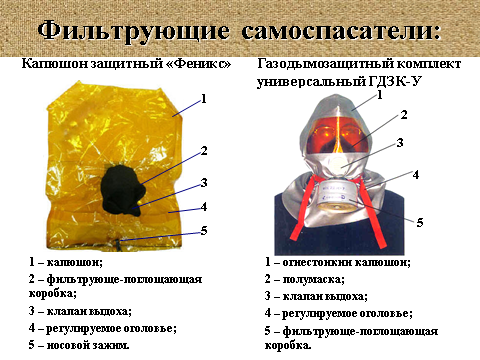 Фильтрующие самоспасатели:
Капюшон защитный «Феникс»
1
2
3
4
5
1 – капюшон;
2 – фильтрующе-поглощающая
коробка;
3 – клапан выдоха;
4 – регулируемое оголовье;
5 – носовой зажим.
Газодымозащитный комплект
универсальный ГДЗК-У
1
2
3
4
5
1 – огнестойкий капюшон;
2 – полумаска;
3 – клапан выдоха;
4 – регулируемое оголовье;
5 – фильтрующе-поглощающая
коробка.